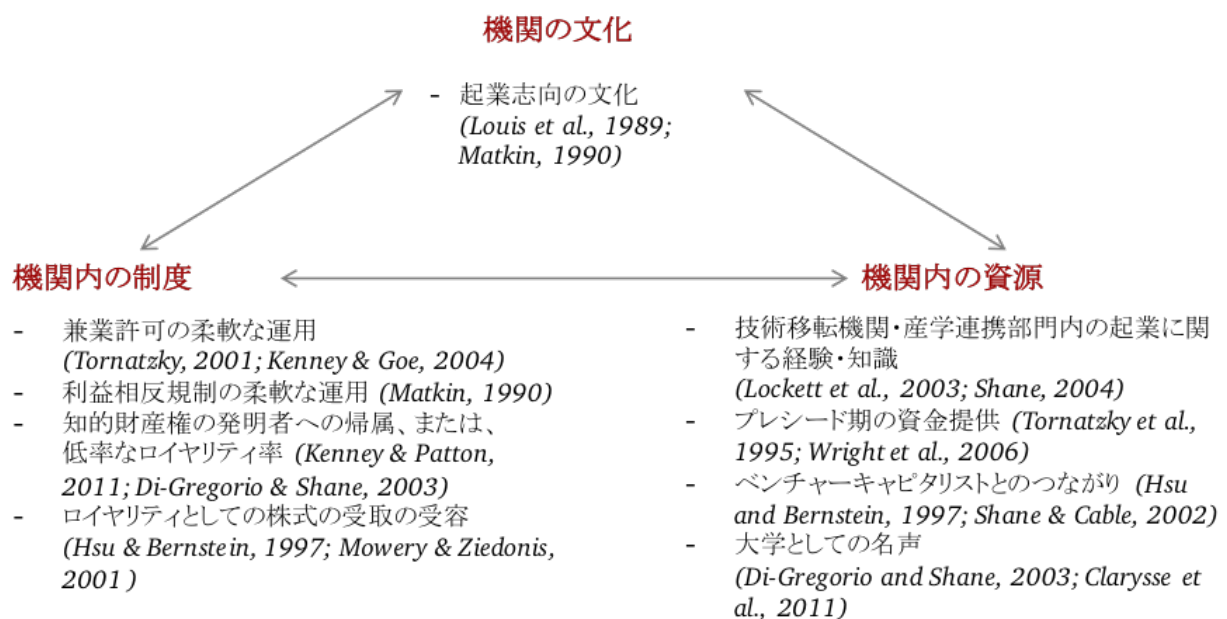 機関の文化
- 起業志向の文化
(Louis et al., 1989;
Matkin, 1990)
機関内の制度
- 兼業許可の柔軟な運用
(Tornatzky, 2001; Kenney & Goe, 2004)
- 利益相反規制の柔軟な運用 (Matkin, 1990)
- 知的財産権の発明者への帰属、または、
低率なロイヤリティ率 (Kenney & Patton,
2011; Di-Gregorio & Shane, 2003)
- ロイヤリティとしての株式の受取の受容
(Hsu & Bernstein, 1997; Mowery & Ziedonis,
2001 )
機関内の資源
- 技術移転機関・産学連携部門内の起業に関
する経験・知識
(Lockett et al., 2003; Shane, 2004)
- プレシード期の資金提供 (Tornatzky et al.,
1995; Wright et al., 2006)
- ベンチャーキャピタリストとのつながり (Hsu
and Bernstein, 1997; Shane & Cable, 2002)
- 大学としての名声
(Di-Gregorio and Shane, 2003; Clarysse et
al., 2011)